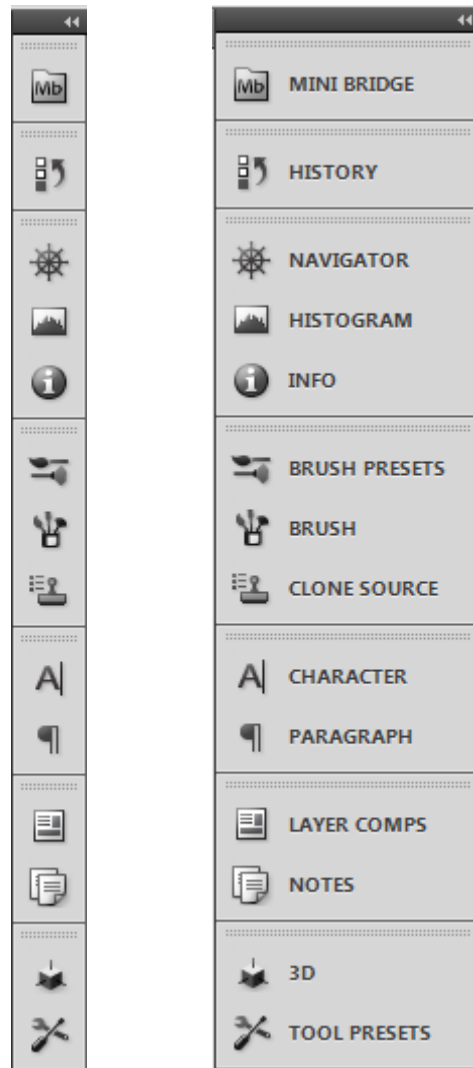 Mb
Mb MINI BRIDGE
HISTORY
NAVIGATOR
HISTOGRAM
INFO
BRUSH PRESETS
BRUSH
CLONE SOURCE
A CHARACTER
¶ PARAGRAPH
LAYER COMPS
NOTES
3D
TOOL PRESETS